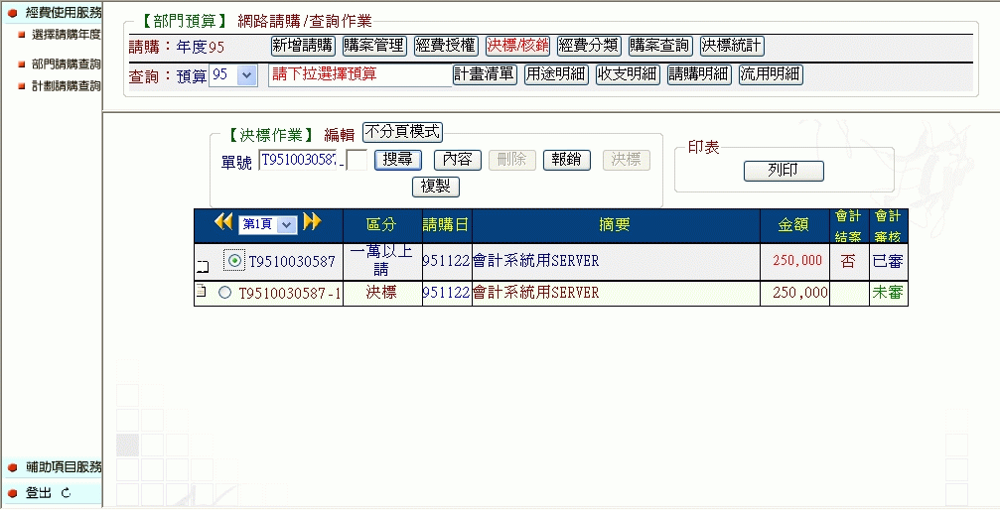 經費使用服務
選擇請購年度
部門請購查詢
計劃請購查詢
輔助項目服務
登出
【部門預算】 網路請購/查詢作業
請購：年度95 新增請購 購案管理 經費授權 決標/核銷 經費分類 購案查詢 決標統計
查詢：預算 95 請下拉選擇預算 計畫清單 用途明細 收支明細 請購明細 流用明細
【決標作業】 編輯 不分頁模式
單號 T9510030587 - 搜尋 內容 刪除 報銷 決標
複製
印表
列印
第1頁 區分 請購日 摘要 金額 會計結案 會計審核
T9510030587 一萬以上請 951122 會計系統用SERVER 250,000 否 已審
T9510030587-1 決標 951122 會計系統用SERVER 250,000 未審